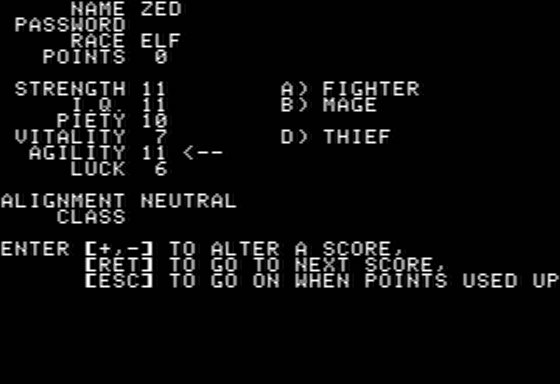 NAME ZED
PASSWORD
RACE ELF
POINTS 0
STRENGTH 11 A) FIGHTER
I.Q. 11 B) MAGE
PIETY 10
VITALITY 7 D) THIEF
AGILITY 11 <--
LUCK 6
ALIGNMENT NEUTRAL
CLASS
ENTER [+,-] TO ALTER A SCORE,
[RET] TO GO TO NEXT SCORE,
[ESC] TO GO ON WHEN POINTS USED UP